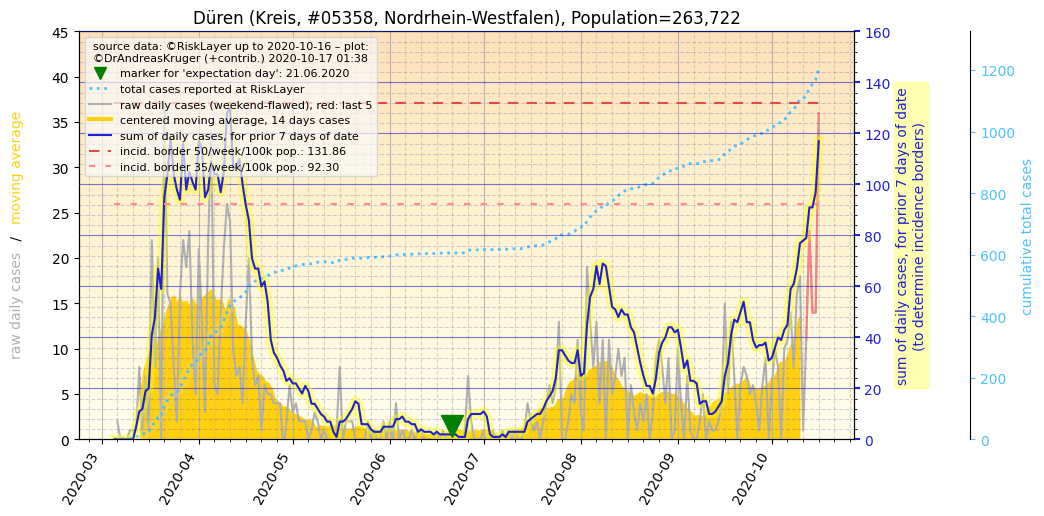 Düren (Kreis, #05358, Nordrhein-Westfalen), Population=263,722
source data: ©RiskLayer up to 2020-10-16 – plot:
©DrAndreasKruger (+contrib.) 2020-10-17 01:38
marker for 'expectation day': 21.06.2020
total cases reported at RiskLayer
raw daily cases (weekend-flawed), red: last 5
centered moving average, 14 days cases
sum of daily cases, for prior 7 days of date
incid. border 50/week/100k pop.: 131.86
incid. border 35/week/100k pop.: 92.30
raw daily cases / moving average
45
40
35
30
25
20
15
10
5
0
2020-03
2020-04
2020-05
2020-06
2020-07
2020-08
2020-09
2020-10
160
140
120
100
80
60
40
20
0
sum of daily cases, for prior 7 days of date
(to determine incidence borders)
1200
1000
800
600
400
200
0
cumulative total cases